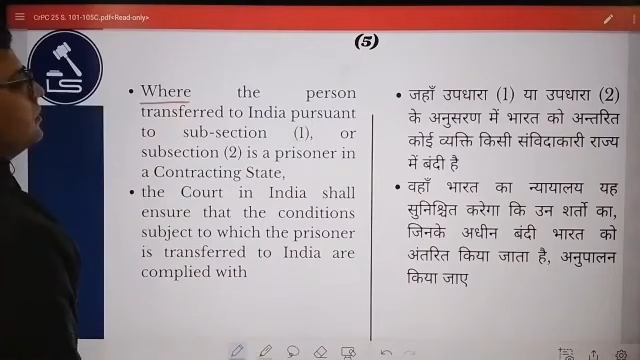 CrPC 25 S. 101-105C.pdf<Read-only>
(5)
LS
• Where the person
transferred to India pursuant
to sub-section (1), or
subsection (2) is a prisoner in
a Contracting State,
• the Court in India shall
ensure that the conditions
subject to which the prisoner
is transferred to India are
complied with
• जहाँ उपधारा (1) या उपधारा (2)
के अनुसरण में भारत को अन्तरित
कोई व्यक्ति किसी संविदाकारी राज्य
में बंदी है
• वहाँ भारत का न्यायालय यह
सुनिश्चित करेगा कि उन शर्तो का,
जिनके अधीन बंदी भारत को
अंतरित किया जाता है, अनुपालन
किया जाए